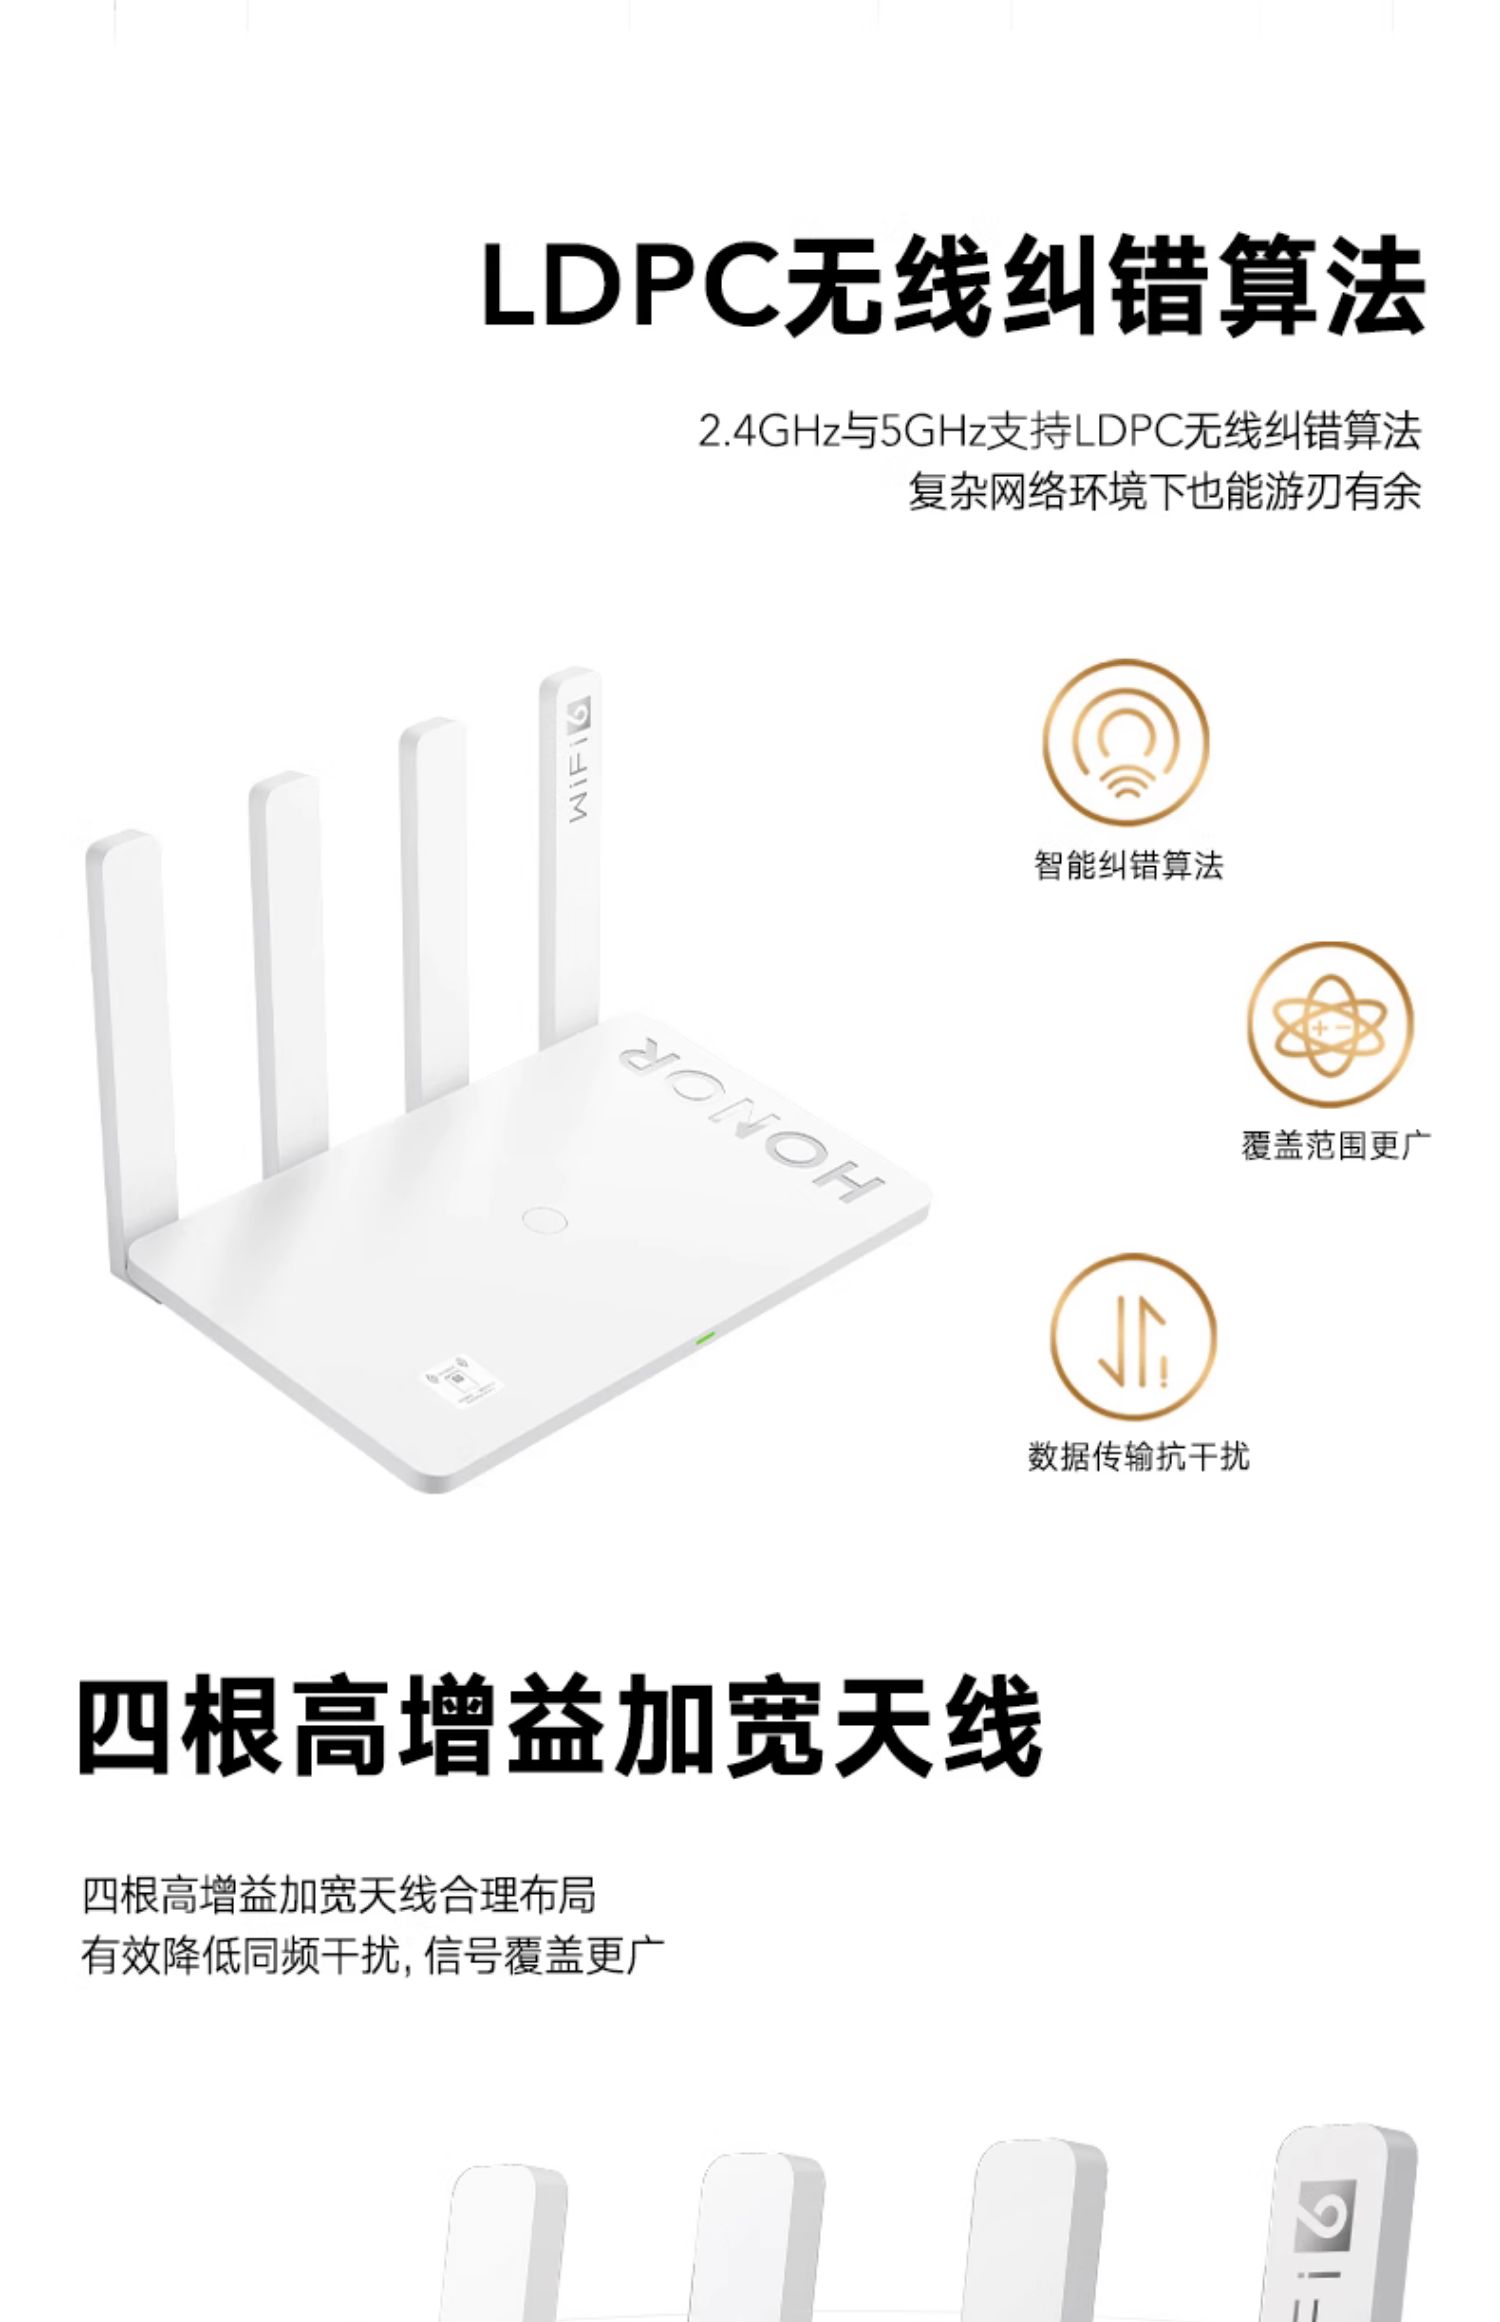 LDPC无线纠错算法
2.4GHz与5GHz支持LDPC无线纠错算法
复杂网络环境下也能游刃有余
WiFi 6
智能纠错算法
HONOR
覆盖范围更广
数据传输抗干扰
四根高增益加宽天线
四根高增益加宽天线合理布局
有效降低同频干扰, 信号覆盖更广